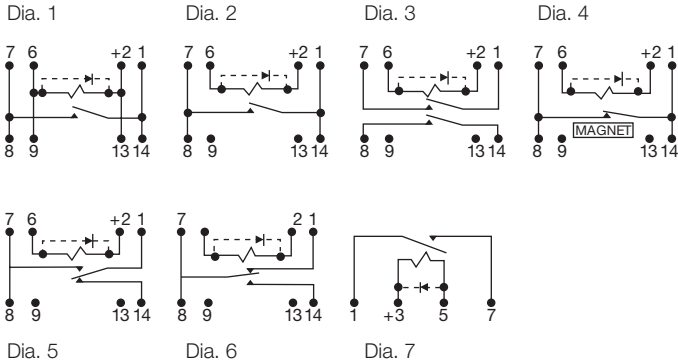 Dia. 1 Dia. 2 Dia. 3 Dia. 4
7 6 +2 1 7 6 +2 1 7 6 +2 1 7 6 +2 1
MAGNET
8 9 13 14 8 9 13 14 8 9 13 14 8 9 13 14
7 6 +2 1 7 2 1
8 9 13 14 8 9 13 14 1 +3 5 7
Dia. 5 Dia. 6 Dia. 7